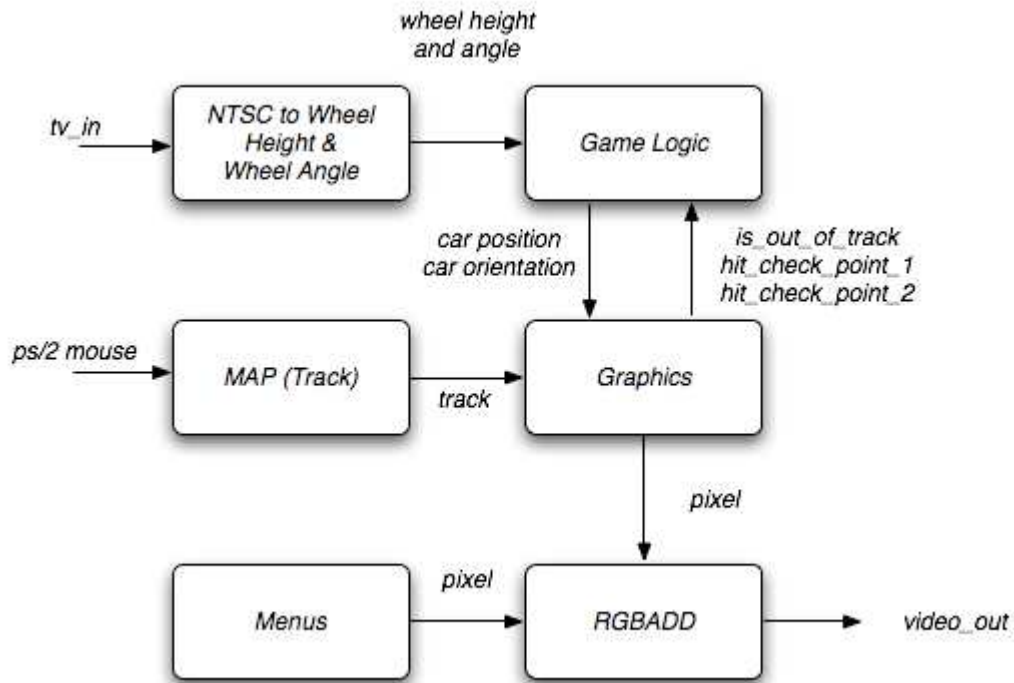 wheel height
and angle
tv_in
NTSC to Wheel
Height &
Wheel Angle
Game Logic
car position
car orientation
is_out_of_track
hit_check_point_1
hit_check_point_2
ps/2 mouse
MAP (Track)
track
Graphics
pixel
Menus
pixel
RGBADD
video_out